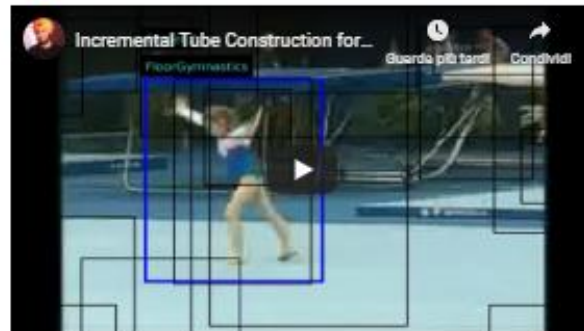 Incremental Tube Construction for...
Guarda più tardi
Condividi
FloorGymnastics